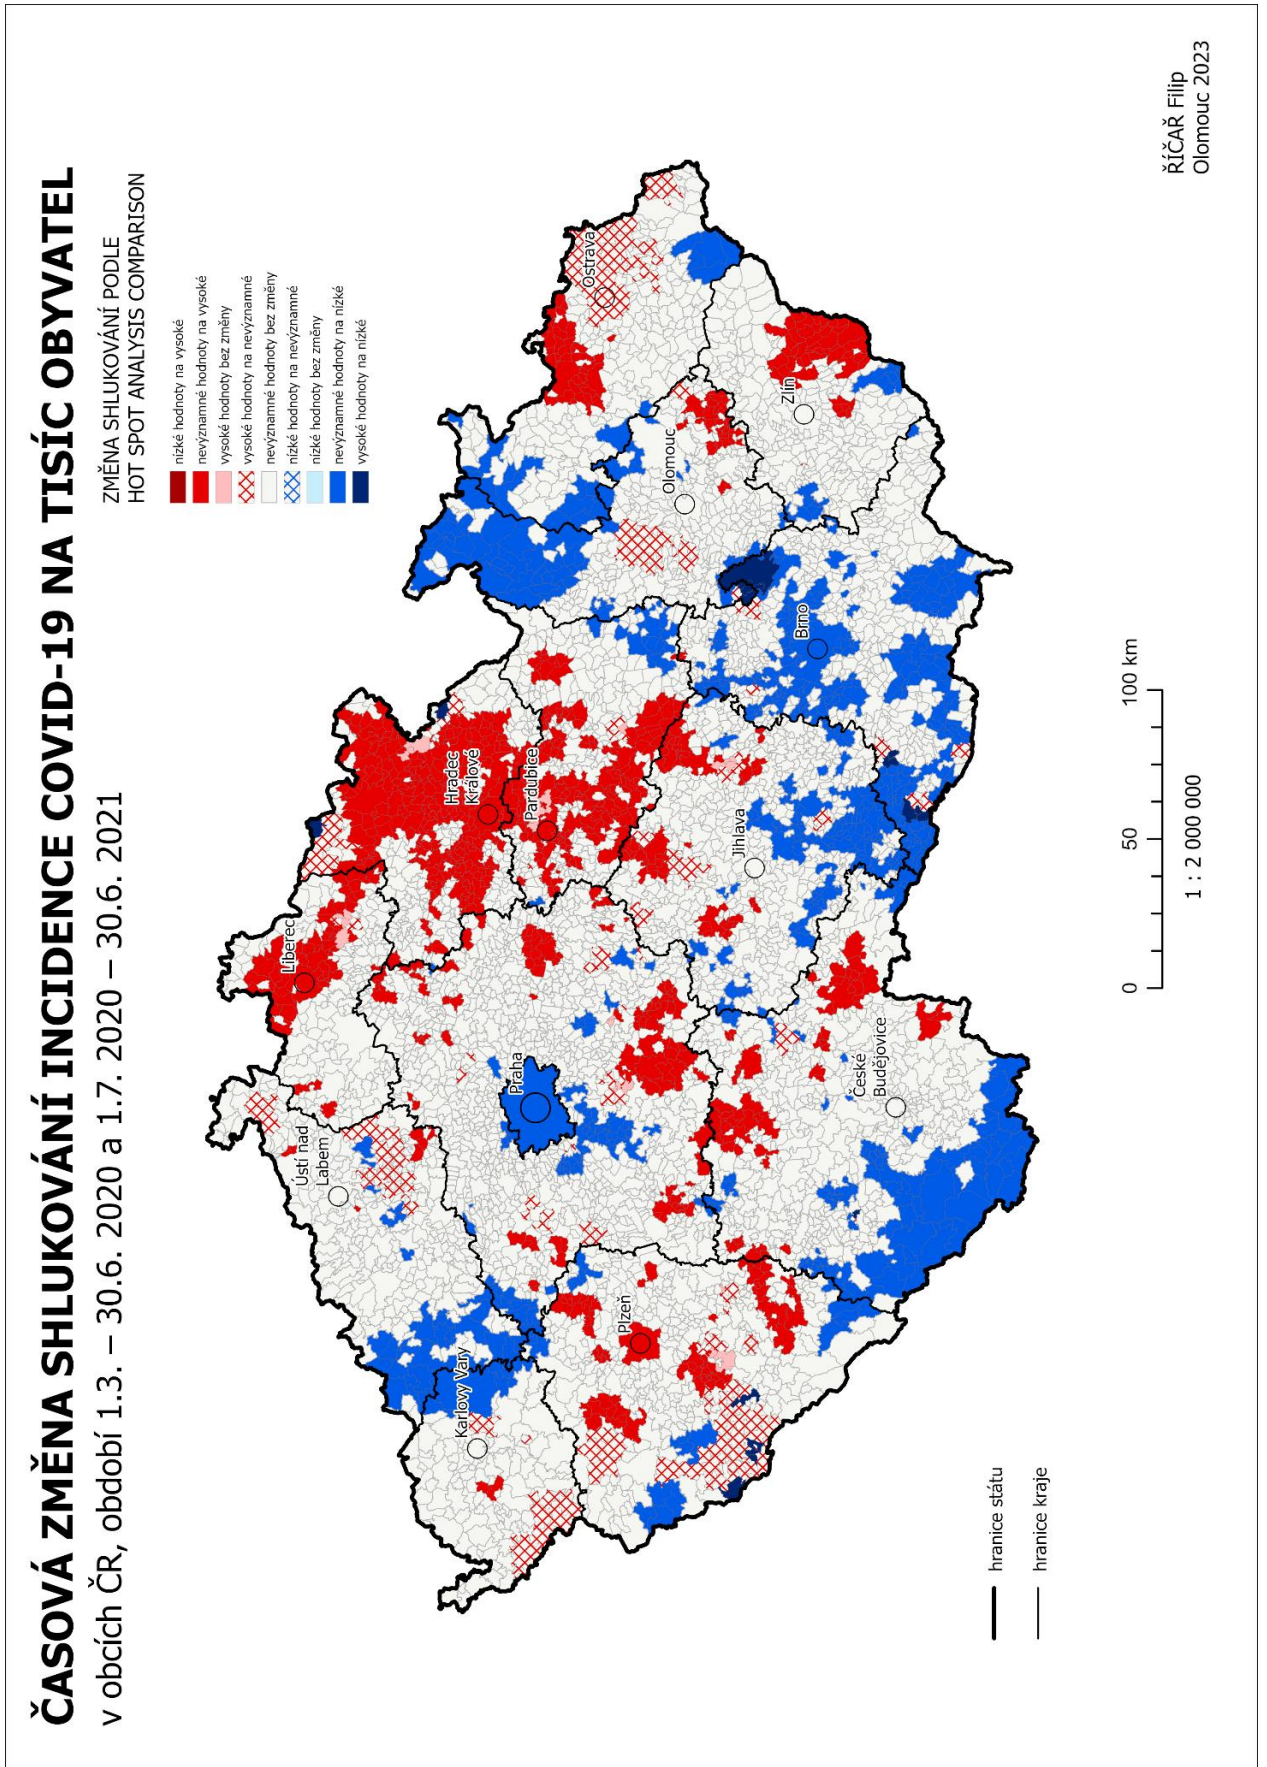 ČASOVÁ ZMĚNA SHLUKOVÁNÍ INCIDENCE COVID-19 NA TISÍC OBYVATEL
v obcích ČR, období 1.3. – 30.6. 2020 a 1.7. 2020 – 30.6. 2021
ZMĚNA SHLUKOVÁNÍ PODLE
HOT SPOT ANALYSIS COMPARISON
nízké hodnoty na vysoké
nevýznamné hodnoty na vysoké
vysoké hodnoty bez změny
vysoké hodnoty na nevýznamné
nevýznamné hodnoty bez změny
nízké hodnoty na nevýznamné
nízké hodnoty bez změny
nevýznamné hodnoty na nízké
vysoké hodnoty na nízké
Liberec
Ústí nad
Labem
Karlovy Vary
Praha
Hradec
Králové
Pardubice
Plzeň
Ostrava
Olomouc
Jihlava
Zlín
Brno
České
Budějovice
hranice státu
hranice kraje
0
50
100 km
1 : 2 000 000
ŘÍČAŘ Filip
Olomouc 2023